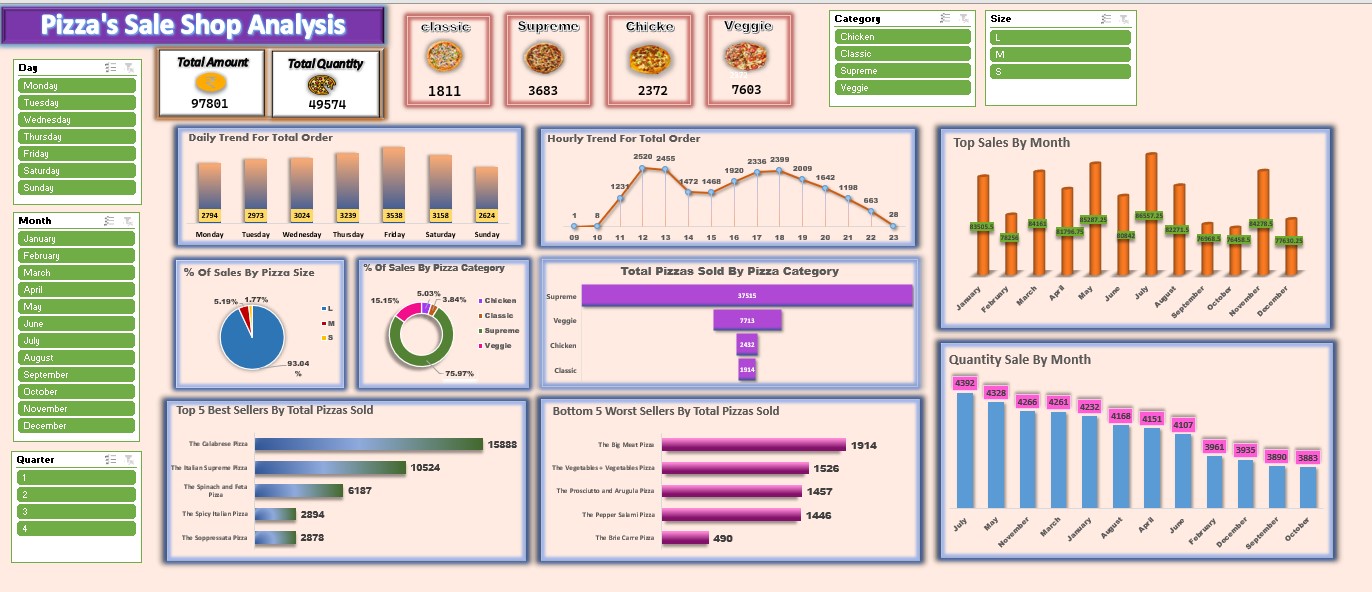 Pizza's Sale Shop Analysis
Total Amount
97801
Total Quantity
49574
classic
1811
Supreme
3683
Chicke
2372
Veggie
7603
Category
Chicken
Classic
Supreme
Veggie
Size
L
M
S
Day
Monday
Tuesday
Wednesday
Thursday
Friday
Saturday
Sunday
Month
January
February
March
April
May
June
July
August
September
October
November
December
Quarter
1
2
3
4
Daily Trend For Total Order
2794 2973 3024 3239 3538 3158 2624
Monday Tuesday Wednesday Thursday Friday Saturday Sunday
Hourly Trend For Total Order
1 8 1231 2520 2455 1472 1468 1920 2336 2399 2009 1642 1198 663 28
09 10 11 12 13 14 15 16 17 18 19 20 21 22 23
Top Sales By Month
83505.5 84161 81796.75 85287.25 60842 86557.25 82271.5 76458.5 84278.5 77630.25
January February March April May June July August September October November December
% Of Sales By Pizza Size
5.19% 1.77%
93.04
%
L
M
S
% Of Sales By Pizza Category
15.15% 5.03% 3.84%
75.97%
Chicken
Classic
Supreme
Veggie
Total Pizzas Sold By Pizza Category
Supreme 37515
Veggie 7713
Chicken 2432
Classic 1914
Quantity Sale By Month
4392 4328 4266 4261 4232 4168 4151 4107 3961 3935 3890 3883
July May November March January August April June February December September October
Top 5 Best Sellers By Total Pizzas Sold
The Calabrese Pizza 15888
The Italian Supreme Pizza 10524
The Spinach and Feta
Pizza 6187
The Spicy Italian Pizza 2894
The Soppressata Pizza 2878
Bottom 5 Worst Sellers By Total Pizzas Sold
The Big Meat Pizza 1914
The Vegetables + Vegetables Pizza 1526
The Prosciutto and Arugula Pizza 1457
The Pepper Salami Pizza 1446
The Brie Carre Pizza 490